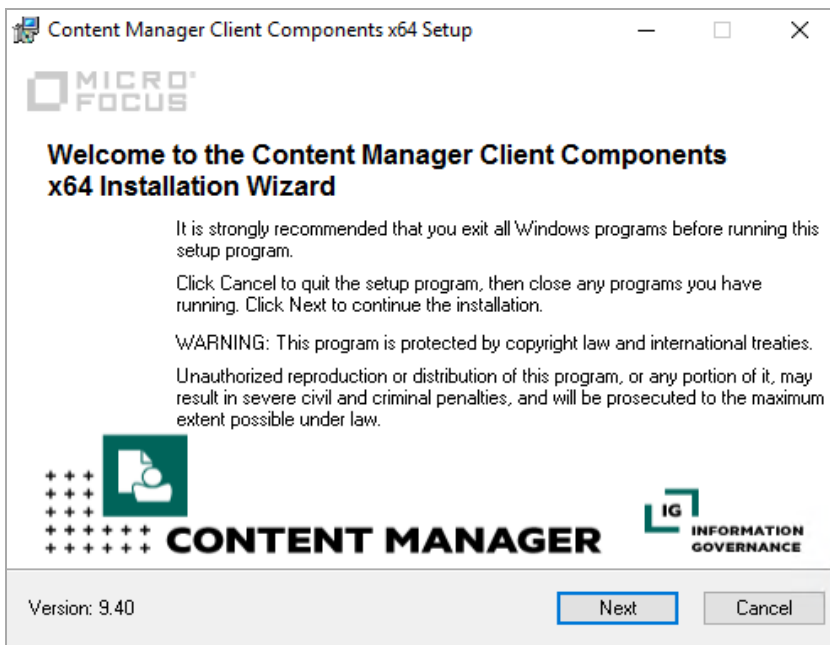 Content Manager Client Components x64 Setup
MICRO
FOCUS
Welcome to the Content Manager Client Components
x64 Installation Wizard
It is strongly recommended that you exit all Windows programs before running this
setup program.
Click Cancel to quit the setup program, then close any programs you have
running. Click Next to continue the installation.
WARNING: This program is protected by copyright law and international treaties.
Unauthorized reproduction or distribution of this program, or any portion of it, may
result in severe civil and criminal penalties, and will be prosecuted to the maximum
extent possible under law.
CONTENT MANAGER
IG
INFORMATION
GOVERNANCE
Version: 9.40
Next
Cancel